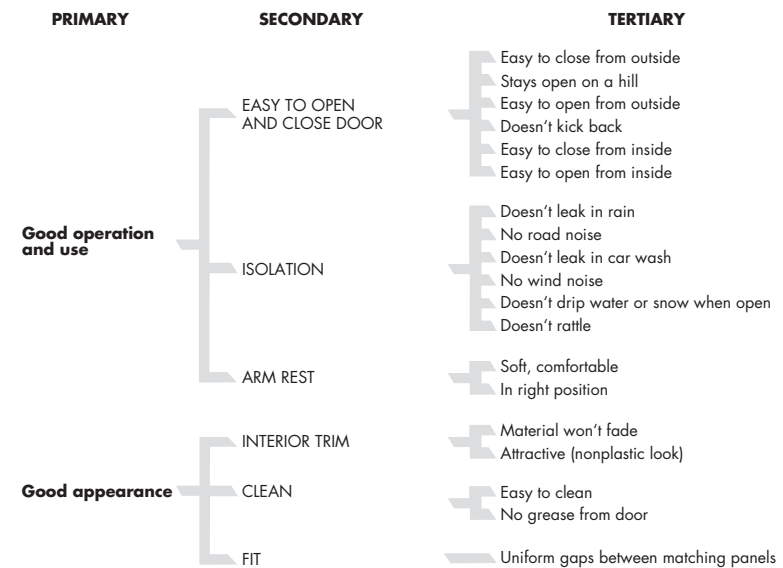 PRIMARY SECONDARY TERTIARY
Good operation
and use
EASY TO OPEN
AND CLOSE DOOR
Easy to close from outside
Stays open on a hill
Easy to open from outside
Doesn't kick back
Easy to close from inside
Easy to open from inside
ISOLATION
Doesn't leak in rain
No road noise
Doesn't leak in car wash
No wind noise
Doesn't drip water or snow when open
Doesn't rattle
ARM REST
Soft, comfortable
In right position
Good appearance
INTERIOR TRIM
Material won't fade
Attractive (nonplastic look)
CLEAN
Easy to clean
No grease from door
FIT
Uniform gaps between matching panels